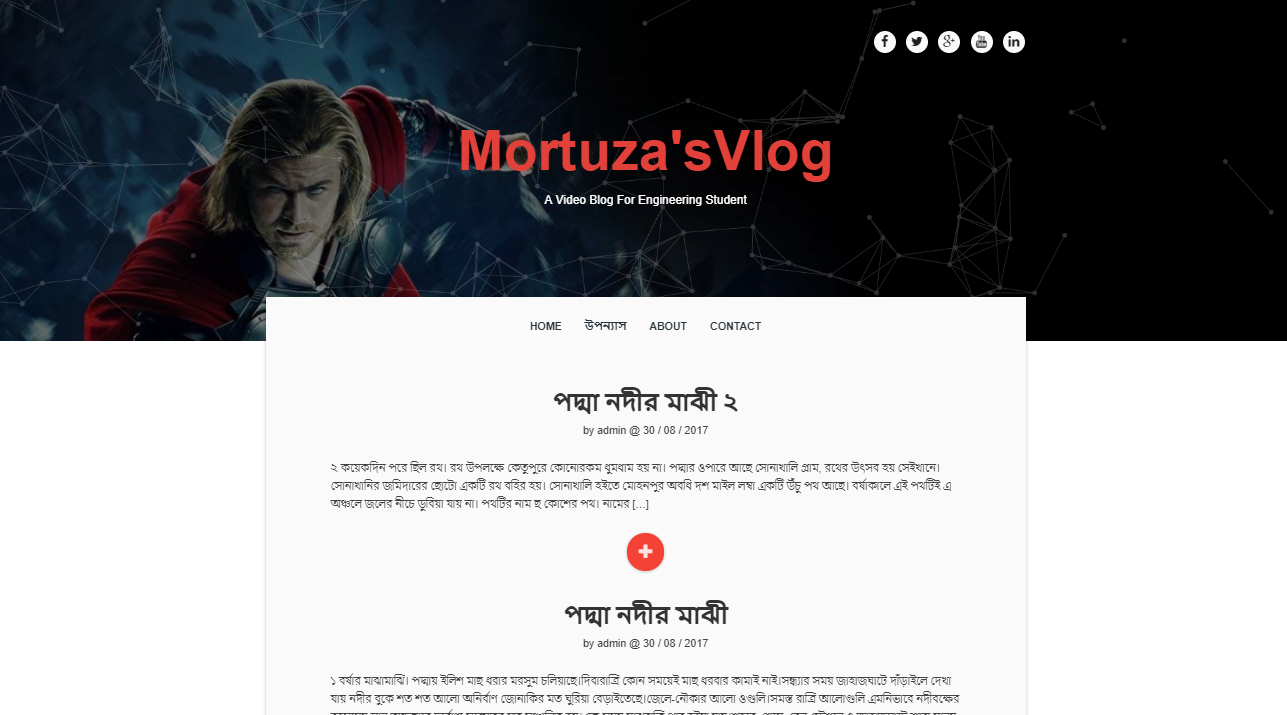 Mortuza'sVlog
A Video Blog For Engineering Student
HOME উপন্যাস ABOUT CONTACT
পদ্মা নদীর মাঝী ২
by admin @ 30 / 08 / 2017
২ কয়েকদিন পরে ছিল রথ। রথ উপলক্ষে কেতুপুরে কোনোরকম ধুমধাম হয় না। পদ্মার ওপারে আছে সোনাখালি গ্রাম, রথের উৎসব হয় সেইখানে।
সোনাখানির জমিদারের ছোটো একটি রথ বহির হয়। সোনাখালি হইতে মোহনপুর অবধি দশ মাইল লম্বা একটি উঁচু পথ আছে। বর্ষাকালে এই পথটিই এ
অঞ্চলে জলের নীচে ডুবিয়া যায় না। পথটির নাম ছ কোশের পথ। নামের [...]
পদ্মা নদীর মাঝী
by admin @ 30 / 08 / 2017
১ বর্ষার মাঝামাঝি। পদ্মায় ইলিশ মাছ ধরার মরসুম চলিয়াছে।দিবারাত্রি কোন সময়েই মাছ ধরবার কামাই নাই।সন্ধ্যার সময় জাহাজঘাটে দাঁড়াইলে দেখা
যায় নদীর বুকে শত শত আলো অনির্বাণ জোনাকির মত ঘুরিয়া বেড়াইতেছে।জেলে-নৌকার আলো ওগুলি।সমস্ত রাত্রি আলোগুলি এমনিভাবে নদীবক্ষের